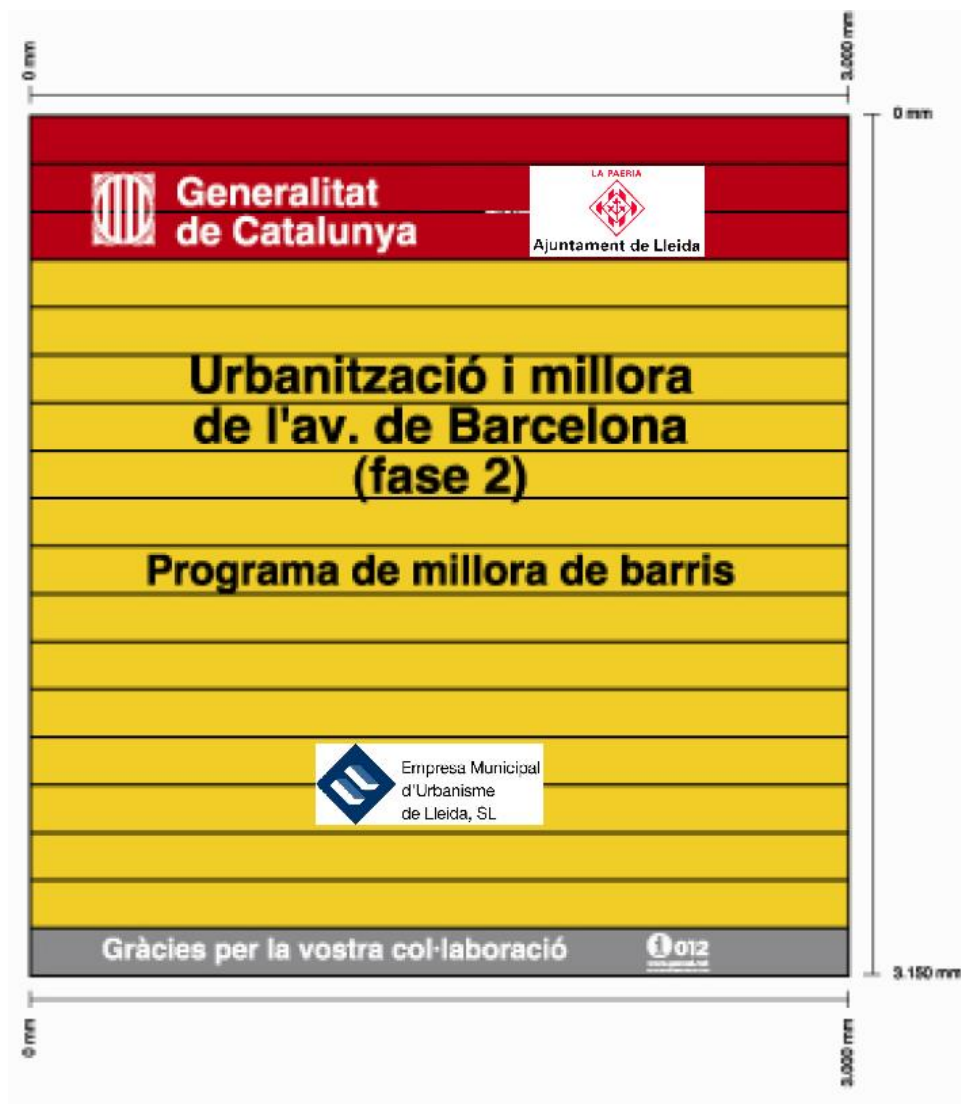 0 mm
3.000 mm
0 mm
Generalitat
de Catalunya
LA PAERIA
Ajuntament de Lleida
Urbanització i millora
de l'av. de Barcelona
(fase 2)
Programa de millora de barris
Empresa Municipal
d'Urbanisme
de Lleida, SL
Gràcies per la vostra col·laboració
012
3.150 mm
0 mm
3.000 mm